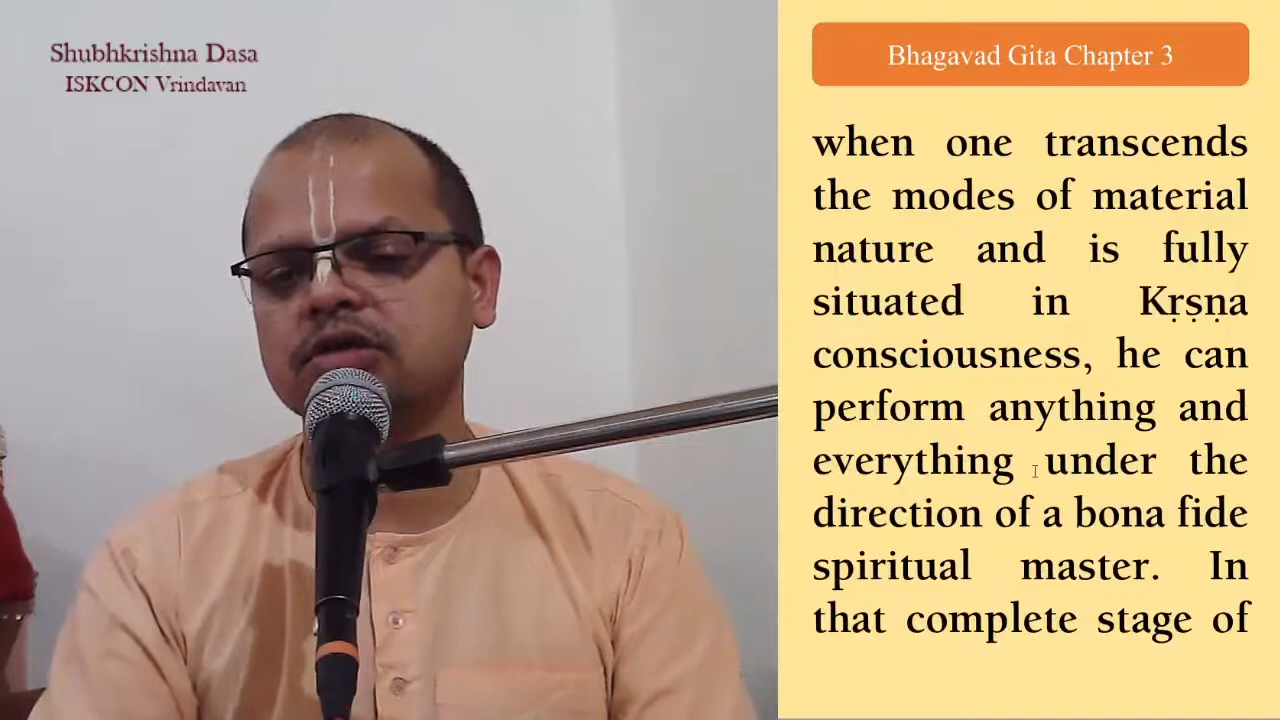 Shubhkrishna Dasa
ISKCON Vrindavan
Bhagavad Gita Chapter 3
when one transcends
the modes of material
nature and is fully
situated in Kṛṣṇa
consciousness, he can
perform anything and
everything under the
direction of a bona fide
spiritual master. In
that complete stage of